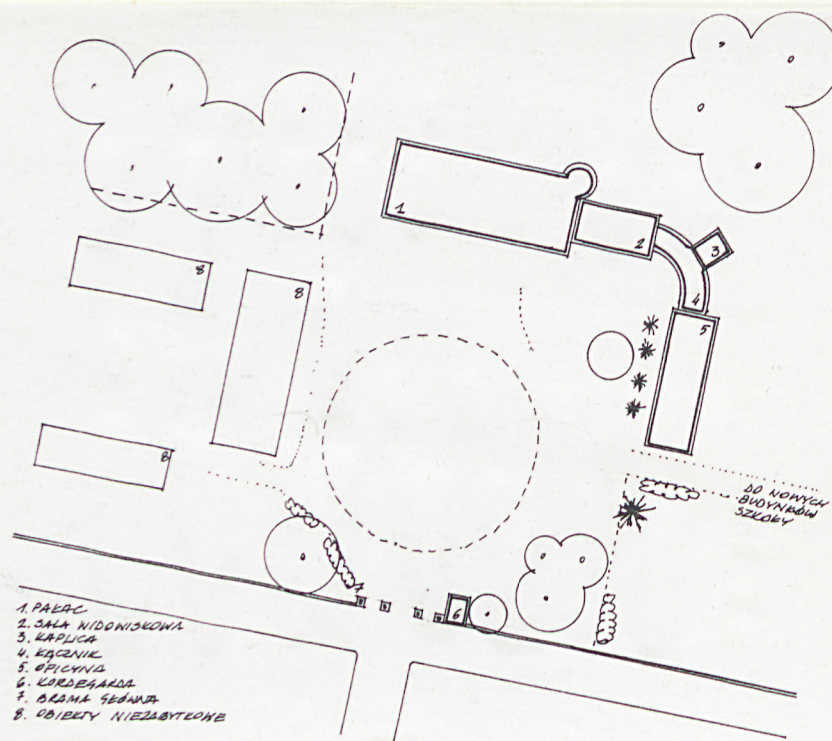 1
2
3
4
5
8
8
8
DO NOWYCH
BUDYNKÓW
SZKOŁY
7
6
1. PAŁAC
2. SALA WIDOWISKOWA
3. KAPLICA
4. ŁĄCZNIK
5. OFICYNA
6. KORDEGARDA
7. BRAMA GŁÓWNA
8. OBIEKTY NIEZABYTKOWE